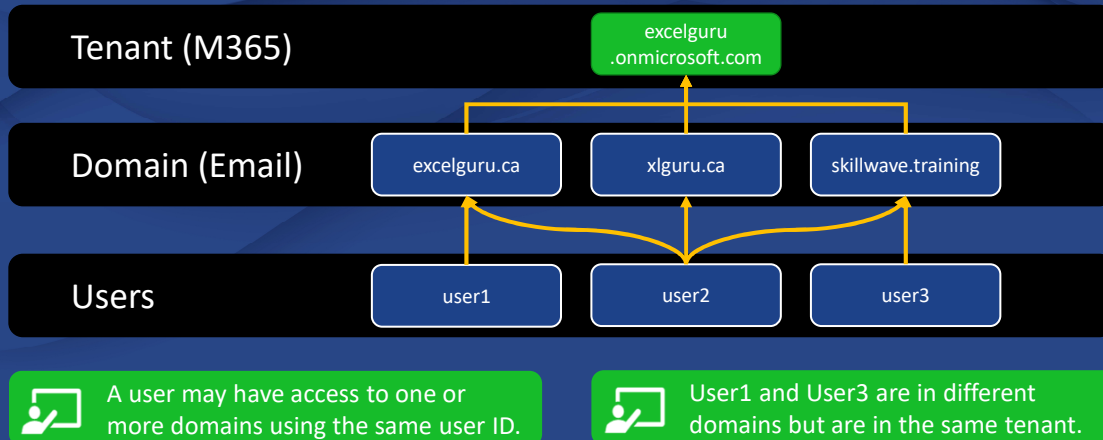 Tenant (M365)
excelguru
.onmicrosoft.com
Domain (Email)
excelguru.ca
xlguru.ca
skillwave.training
Users
user1
user2
user3
A user may have access to one or
more domains using the same user ID.
User1 and User3 are in different
domains but are in the same tenant.